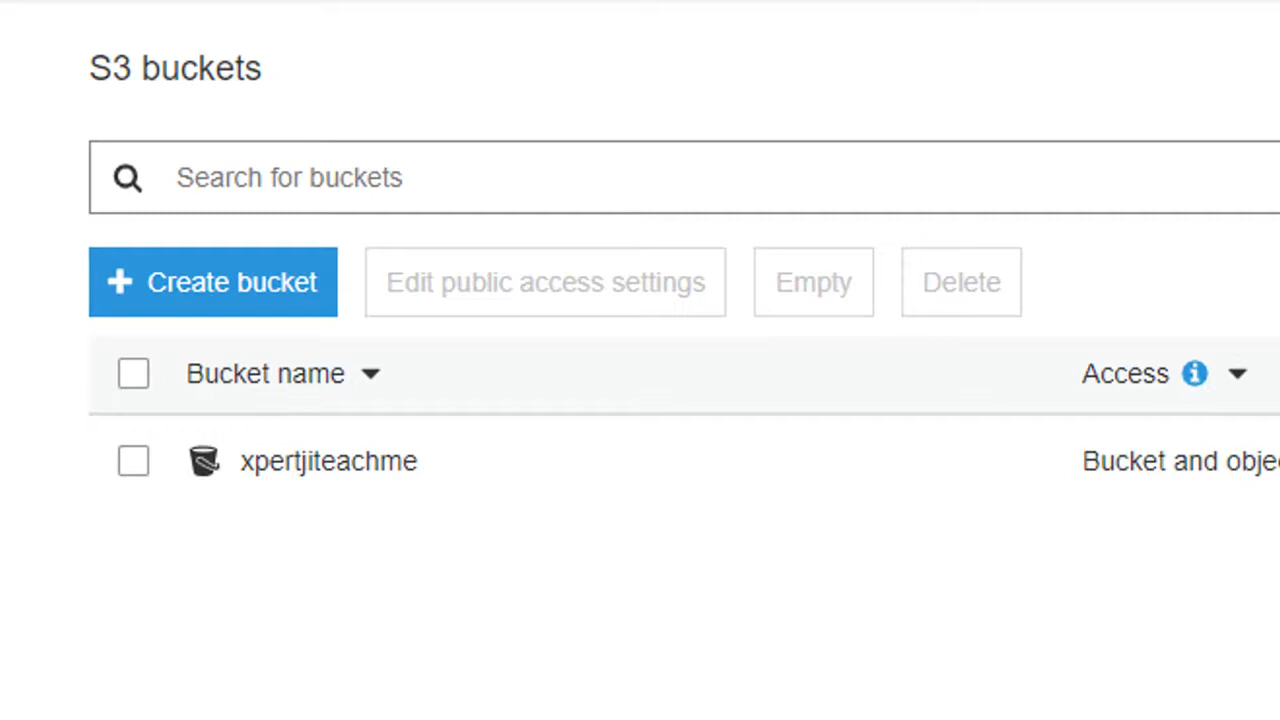 S3 buckets
Search for buckets
Create bucket Edit public access settings Empty Delete
Bucket name Access
xpertjiteachme Bucket and obje